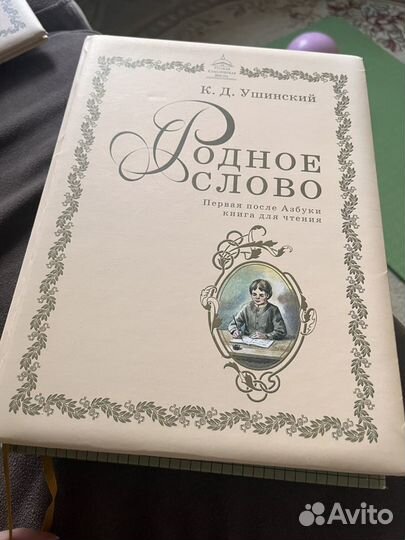 К. Д. Ушинский
Родное
слово
Первая после Азбуки
книга для чтения
Avito